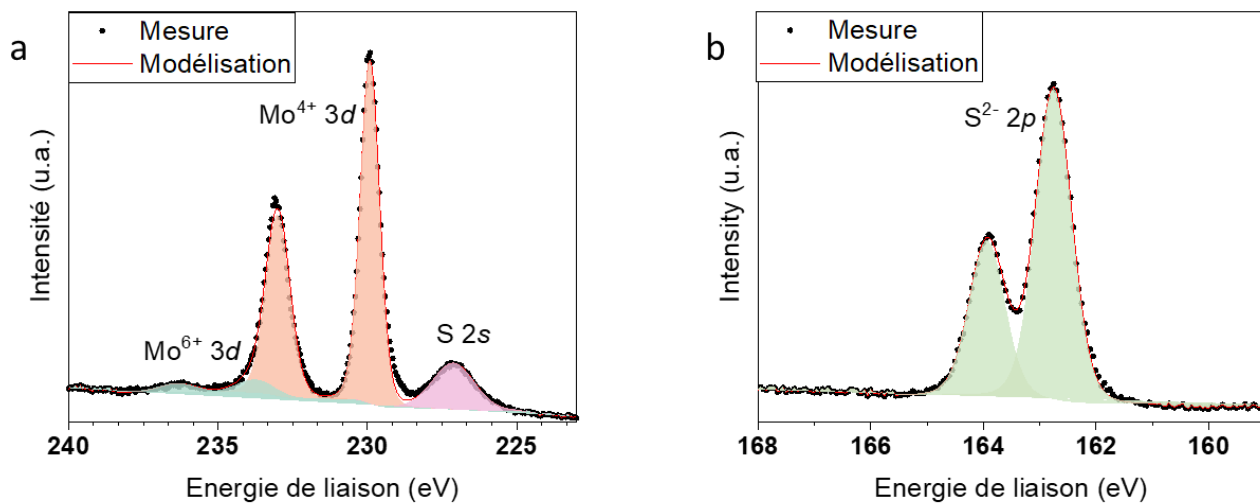 a
Mesure
Modélisation
Mo⁴⁺ 3d
Mo⁶⁺ 3d
S 2s
Intensité (u.a.)
240 235 230 225
Energie de liaison (eV)
b
Mesure
Modélisation
S²⁻ 2p
Intensity (u.a.)
168 166 164 162 160
Energie de liaison (eV)